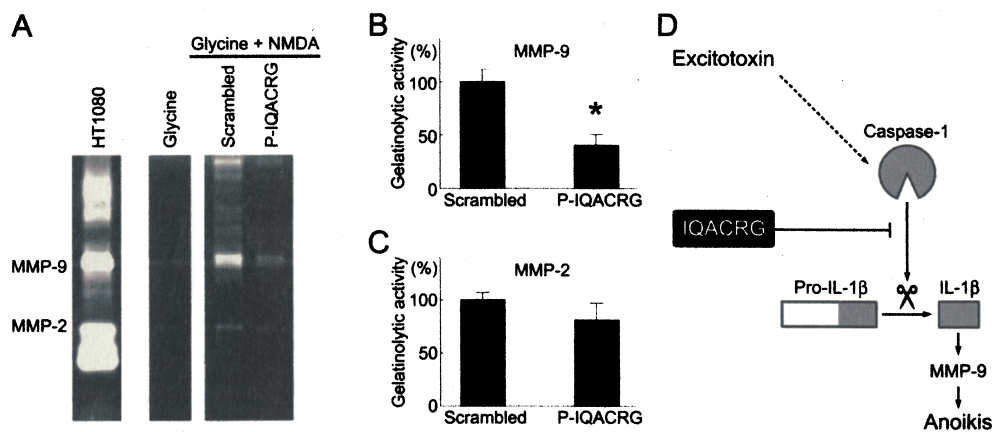 A
Glycine + NMDA
HT1080
Glycine
Scrambled
P-IQACRG
MMP-9
MMP-2
B
(%)
MMP-9
Gelatinolytic activity
100
50
0
*
Scrambled
P-IQACRG
C
(%)
MMP-2
Gelatinolytic activity
100
50
0
Scrambled
P-IQACRG
D
Excitotoxin
Caspase-1
IQACRG
Pro-IL-1β
IL-1β
MMP-9
Anoikis